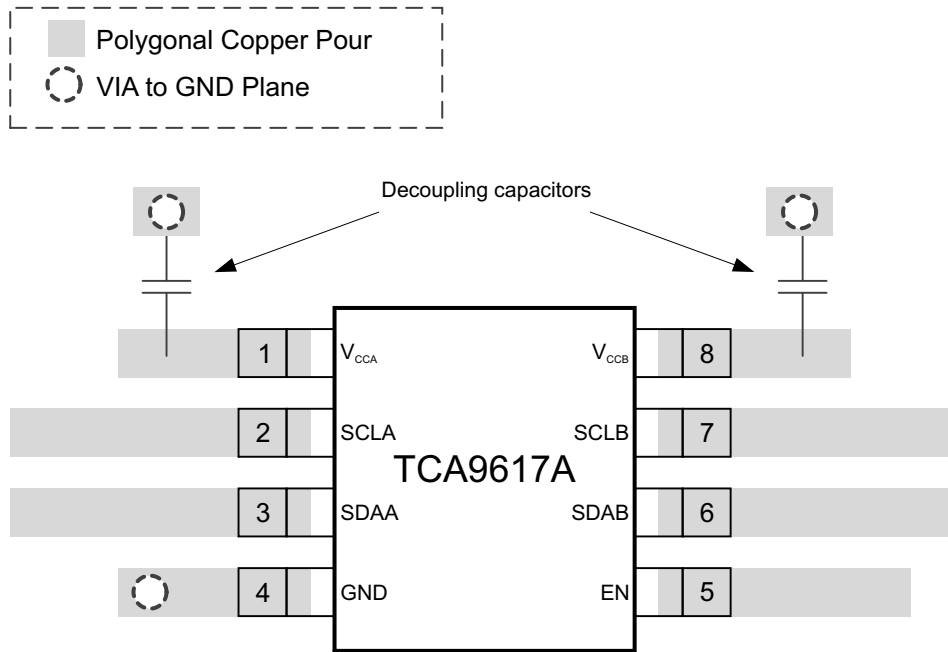 Polygonal Copper Pour
VIA to GND Plane
Decoupling capacitors
1 VCCA VCCB 8
2 SCLA SCLB 7
TCA9617A
3 SDAA SDAB 6
4 GND EN 5